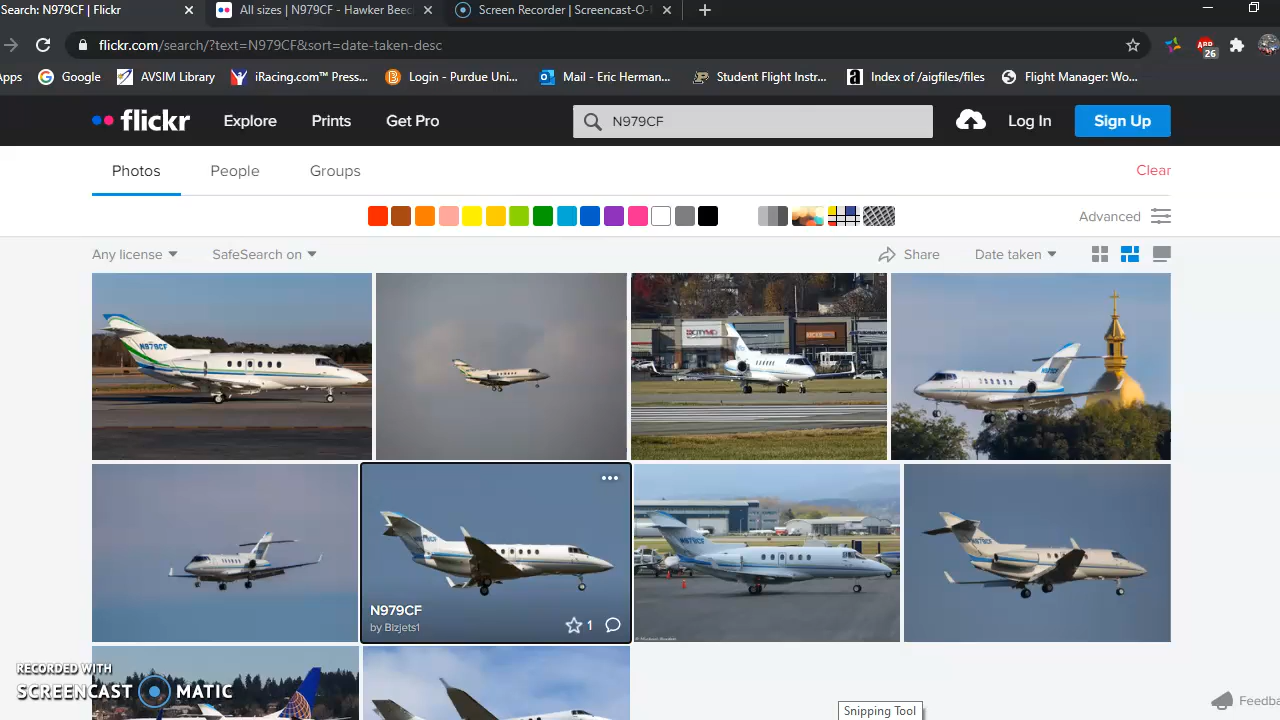 Search: N979CF | Flickr
All sizes | N979CF - Hawker Beec
Screen Recorder | Screencast-O-
flickr.com/search/?text=N979CF&sort=date-taken-desc
ABP
26
Apps
Google
AVSIM Library
iRacing.com™ Press...
Login - Purdue Uni...
Mail - Eric Herman...
Student Flight Instr...
Index of /aigfiles/files
Flight Manager: Wo...
flickr
Explore
Prints
Get Pro
N979CF
Log In
Sign Up
Photos
People
Groups
Clear
Advanced
Any license
SafeSearch on
Share
Date taken
N979CF
N979CF
by Bizjets1
1
RECORDED WITH
SCREENCAST MATIC
Snipping Tool
Feedba